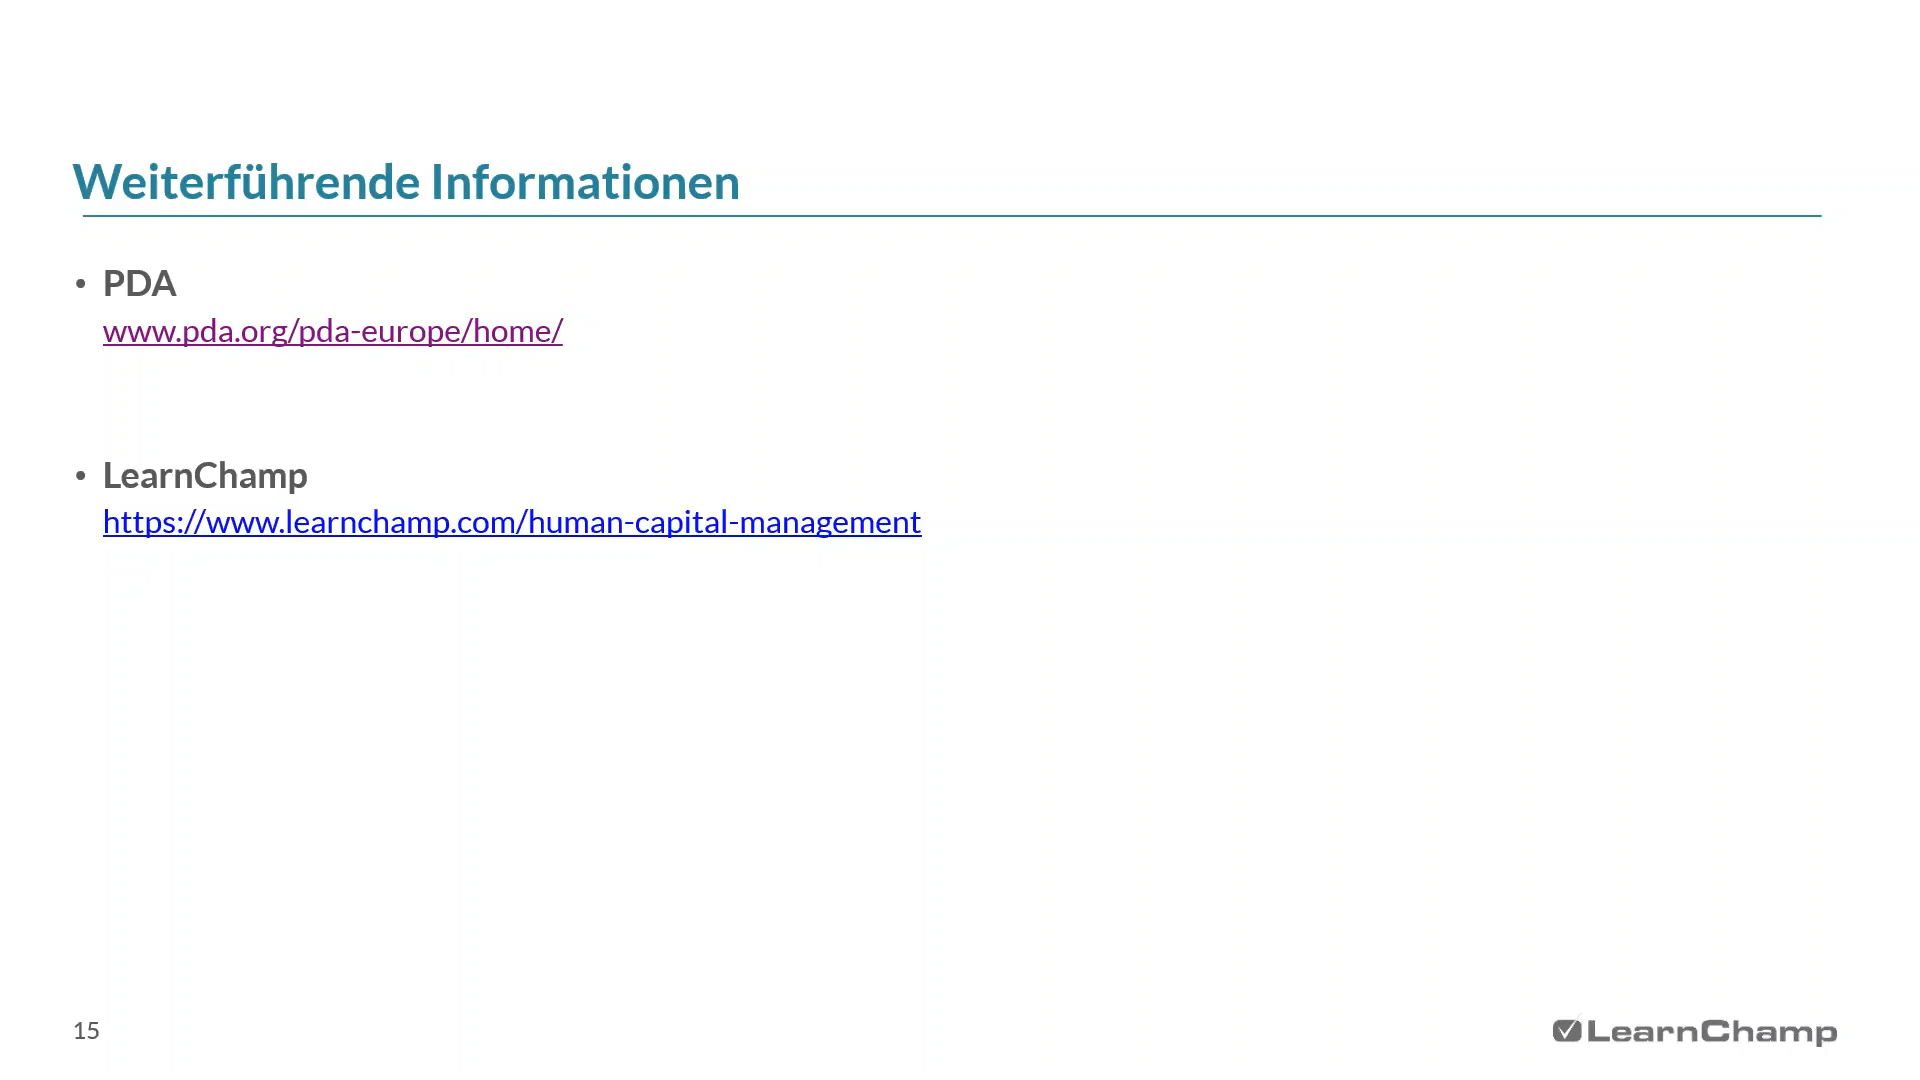 Weiterführende Informationen
• PDA
www.pda.org/pda-europe/home/
• LearnChamp
https://www.learnchamp.com/human-capital-management
15
LearnChamp